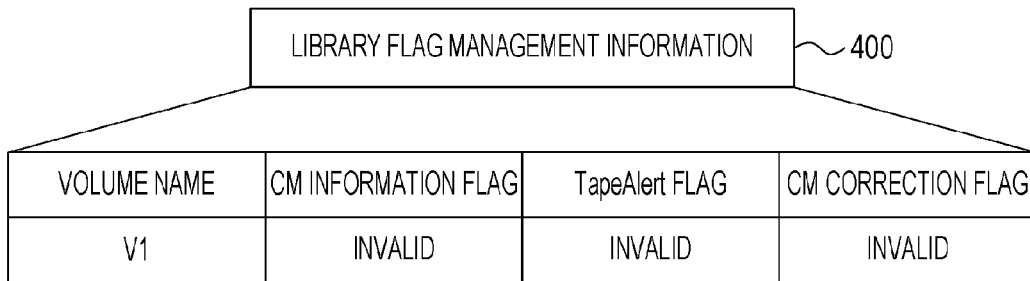 LIBRARY FLAG MANAGEMENT INFORMATION
400
VOLUME NAME CM INFORMATION FLAG TapeAlert FLAG CM CORRECTION FLAG
V1 INVALID INVALID INVALID